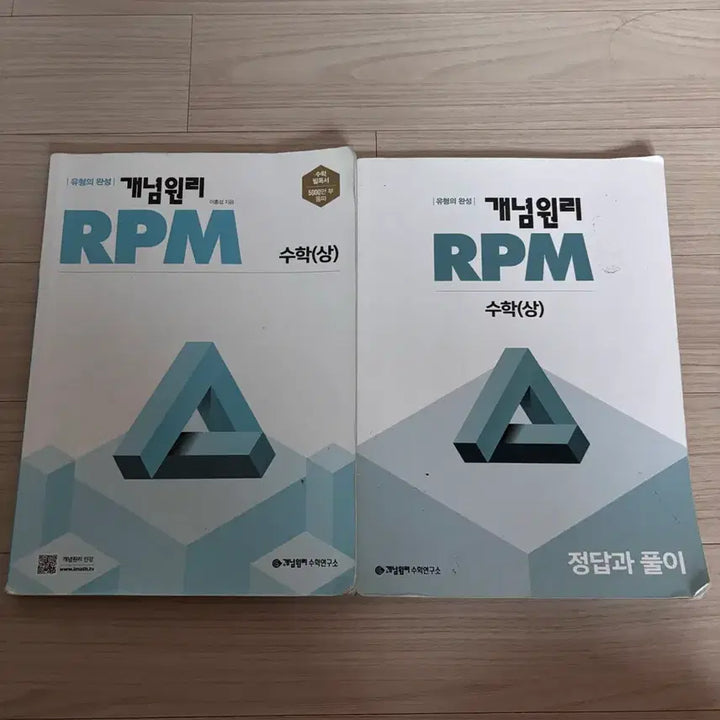 유형의 완성
개념원리
이홍섭 지음
RPM
수학(상)
수학
필독서
5000만 부
돌파
개념원리 인강
www.imath.tv
개념원리 수학연구소
유형의 완성
개념원리
RPM
수학(상)
개념원리 수학연구소
정답과 풀이